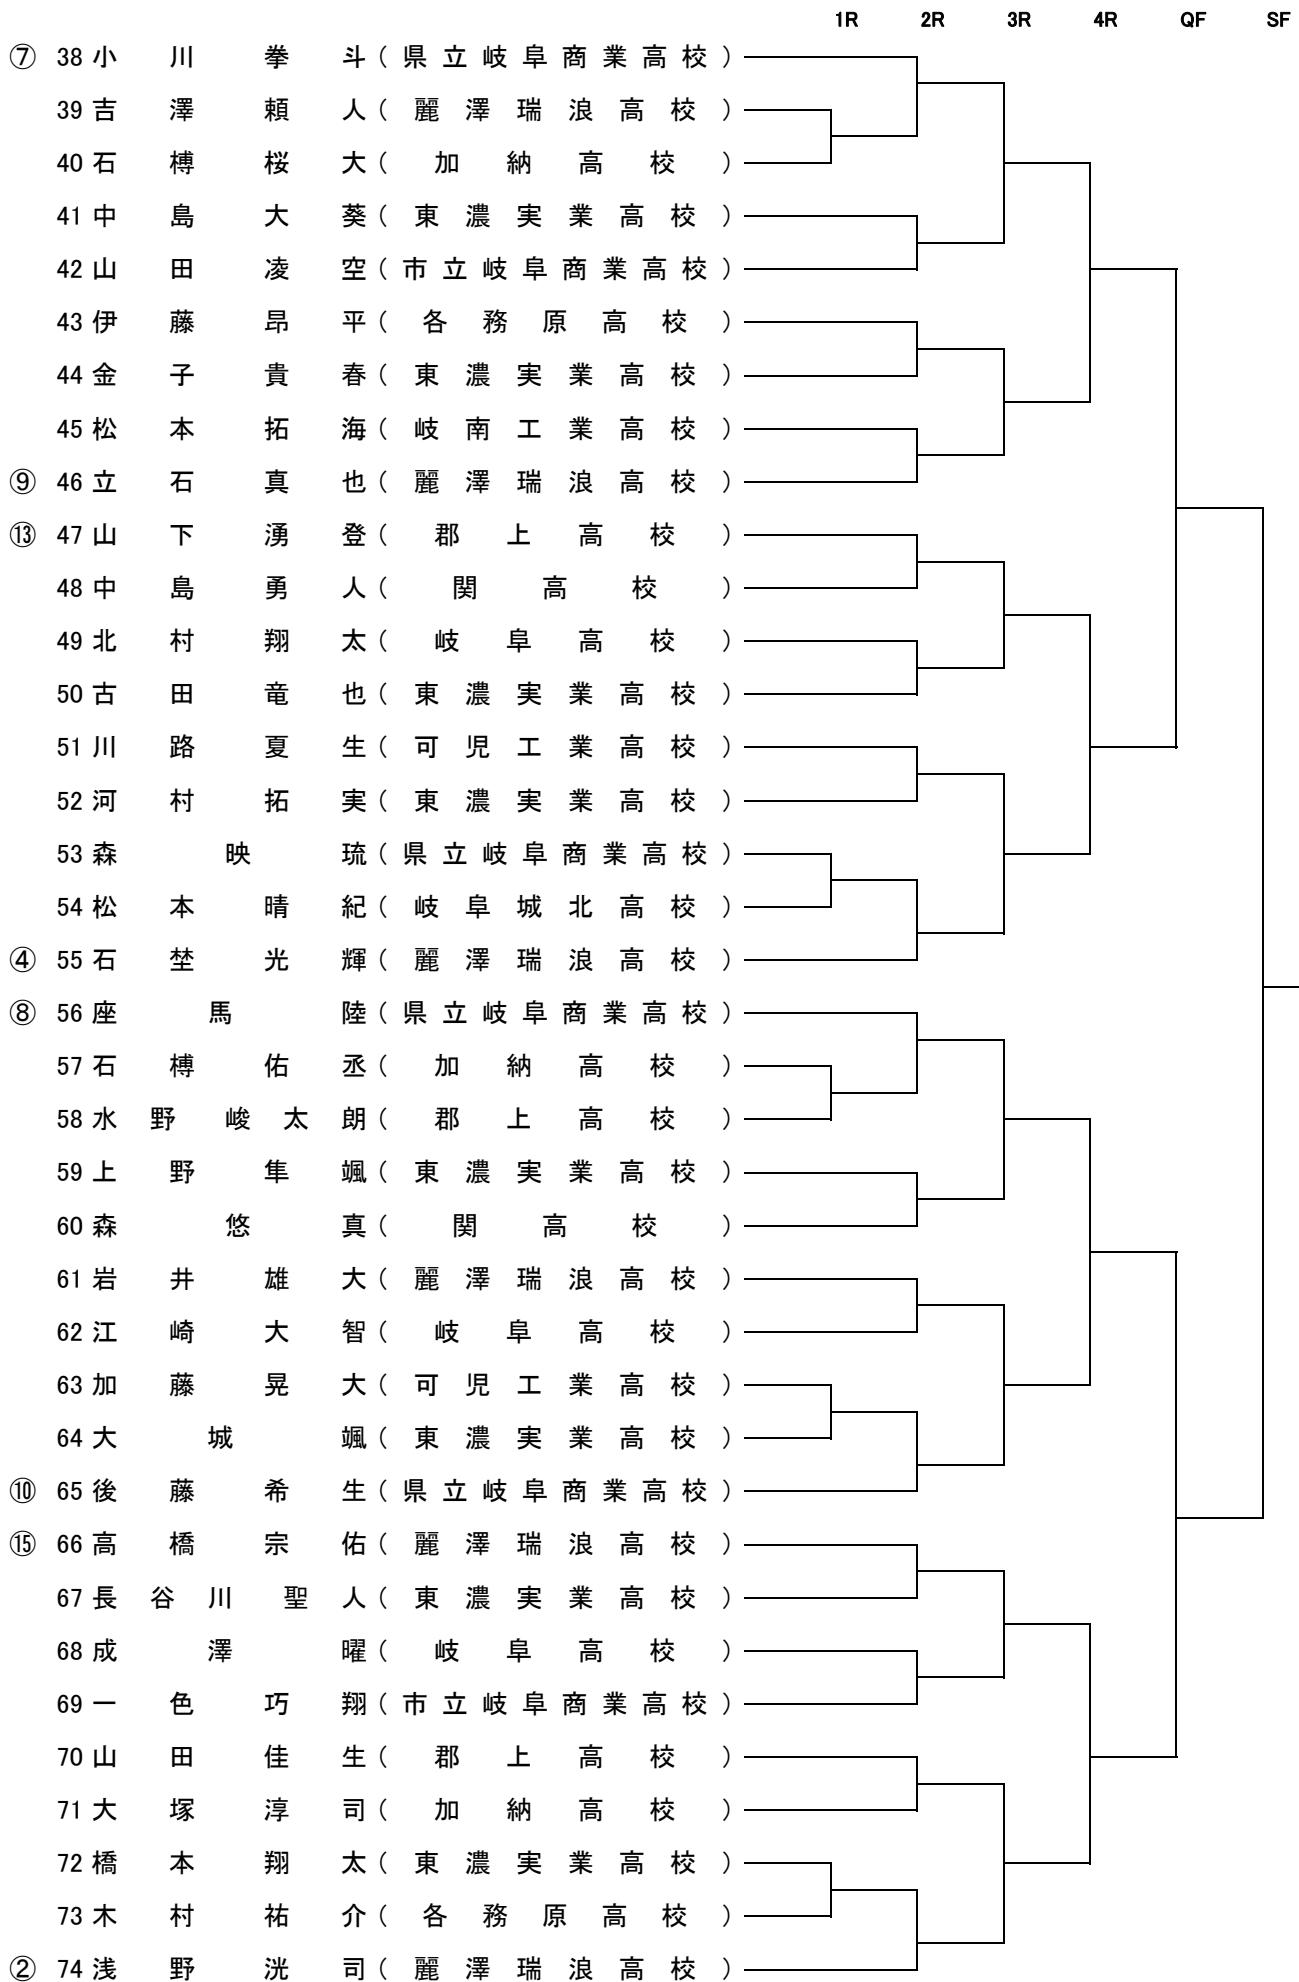 1R 2R 3R 4R QF SF
⑦ 38 小川拳斗(県立岐阜商業高校)
39 吉澤頼人(麗澤瑞浪高校)
40 石榑桜大(加納高校)
41 中島大葵(東濃実業高校)
42 山田凌空(市立岐阜商業高校)
43 伊藤昂平(各務原高校)
44 金子貴春(東濃実業高校)
45 松本拓海(岐南工業高校)
⑨ 46 立石真也(麗澤瑞浪高校)
⑬ 47 山下湧登(郡上高校)
48 中島勇人(関高校)
49 北村翔太(岐阜高校)
50 古田竜也(東濃実業高校)
51 川路夏生(可児工業高校)
52 河村拓実(東濃実業高校)
53 森映琉(県立岐阜商業高校)
54 松本晴紀(岐阜城北高校)
④ 55 石埜光輝(麗澤瑞浪高校)
⑧ 56 座馬陸(県立岐阜商業高校)
57 石榑佑丞(加納高校)
58 水野峻太朗(郡上高校)
59 上野隼颯(東濃実業高校)
60 森悠真(関高校)
61 岩井雄大(麗澤瑞浪高校)
62 江崎大智(岐阜高校)
63 加藤晃大(可児工業高校)
64 大城颯(東濃実業高校)
⑩ 65 後藤希生(県立岐阜商業高校)
⑮ 66 高橋宗佑(麗澤瑞浪高校)
67 長谷川聖人(東濃実業高校)
68 成澤曜(岐阜高校)
69 一色巧翔(市立岐阜商業高校)
70 山田佳生(郡上高校)
71 大塚淳司(加納高校)
72 橋本翔太(東濃実業高校)
73 木村祐介(各務原高校)
② 74 浅野洸司(麗澤瑞浪高校)